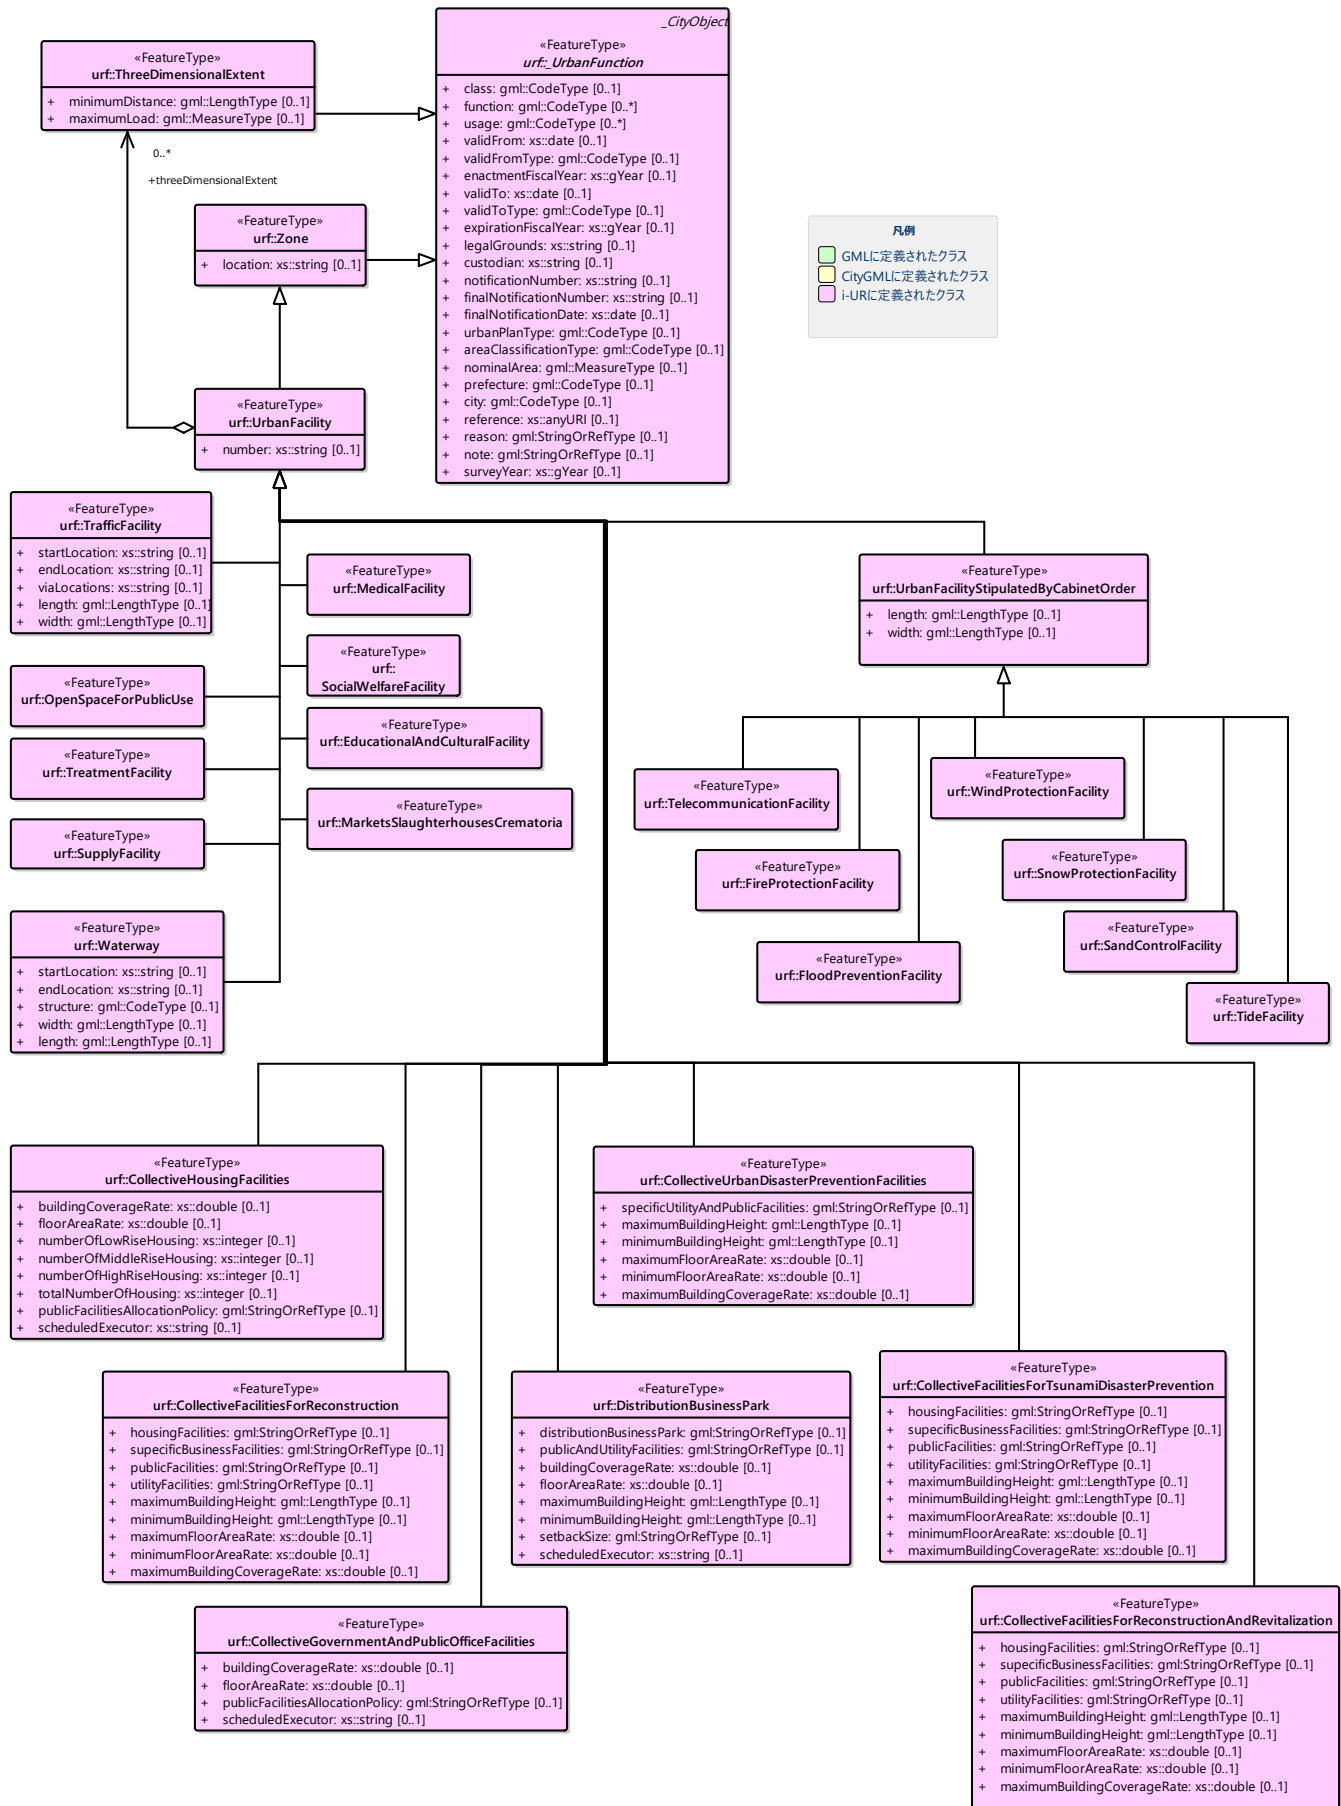 _CityObject
«FeatureType»
urf::_UrbanFunction
+ class: gml::CodeType [0..1]
+ function: gml::CodeType [0..*]
+ usage: gml::CodeType [0..*]
+ validFrom: xs::date [0..1]
+ validFromType: gml::CodeType [0..1]
+ enactmentFiscalYear: xs::gYear [0..1]
+ validTo: xs::date [0..1]
+ validToType: gml::CodeType [0..1]
+ expirationFiscalYear: xs::gYear [0..1]
+ legalGrounds: xs::string [0..1]
+ custodian: xs::string [0..1]
+ notificationNumber: xs::string [0..1]
+ finalNotificationNumber: xs::string [0..1]
+ finalNotificationDate: xs::date [0..1]
+ urbanPlanType: gml::CodeType [0..1]
+ areaClassificationType: gml::CodeType [0..1]
+ nominalArea: gml::MeasureType [0..1]
+ prefecture: gml::CodeType [0..1]
+ city: gml::CodeType [0..1]
+ reference: xs::anyURI [0..1]
+ reason: gml:StringOrRefType [0..1]
+ note: gml:StringOrRefType [0..1]
+ surveyYear: xs::gYear [0..1]
«FeatureType»
urf::ThreeDimensionalExtent
+ minimumDistance: gml::LengthType [0..1]
+ maximumLoad: gml::MeasureType [0..1]
0..*
+threeDimensionalExtent
«FeatureType»
urf::Zone
+ location: xs::string [0..1]
凡例
GMLに定義されたクラス
CityGMLに定義されたクラス
i-URに定義されたクラス
«FeatureType»
urf::UrbanFacility
+ number: xs::string [0..1]
«FeatureType»
urf::TrafficFacility
+ startLocation: xs::string [0..1]
+ endLocation: xs::string [0..1]
+ viaLocations: xs::string [0..1]
+ length: gml::LengthType [0..1]
+ width: gml::LengthType [0..1]
«FeatureType»
urf::MedicalFacility
«FeatureType»
urf::
SocialWelfareFacility
«FeatureType»
urf::OpenSpaceForPublicUse
«FeatureType»
urf::EducationalAndCulturalFacility
«FeatureType»
urf::TreatmentFacility
«FeatureType»
urf::MarketsSlaughterhousesCrematoria
«FeatureType»
urf::SupplyFacility
«FeatureType»
urf::Waterway
+ startLocation: xs::string [0..1]
+ endLocation: xs::string [0..1]
+ structure: gml::CodeType [0..1]
+ width: gml::LengthType [0..1]
+ length: gml::LengthType [0..1]
«FeatureType»
urf::UrbanFacilityStipulatedByCabinetOrder
+ length: gml::LengthType [0..1]
+ width: gml::LengthType [0..1]
«FeatureType»
urf::TelecommunicationFacility
«FeatureType»
urf::WindProtectionFacility
«FeatureType»
urf::FireProtectionFacility
«FeatureType»
urf::SnowProtectionFacility
«FeatureType»
urf::SandControlFacility
«FeatureType»
urf::FloodPreventionFacility
«FeatureType»
urf::TideFacility
«FeatureType»
urf::CollectiveHousingFacilities
+ buildingCoverageRate: xs::double [0..1]
+ floorAreaRate: xs::double [0..1]
+ numberOfLowRiseHousing: xs::integer [0..1]
+ numberOfMiddleRiseHousing: xs::integer [0..1]
+ numberOfHighRiseHousing: xs::integer [0..1]
+ totalNumberOfHousing: xs::integer [0..1]
+ publicFacilitiesAllocationPolicy: gml:StringOrRefType [0..1]
+ scheduledExecutor: xs::string [0..1]
«FeatureType»
urf::CollectiveUrbanDisasterPreventionFacilities
+ specificUtilityAndPublicFacilities: gml:StringOrRefType [0..1]
+ maximumBuildingHeight: gml::LengthType [0..1]
+ minimumBuildingHeight: gml::LengthType [0..1]
+ maximumFloorAreaRate: xs::double [0..1]
+ minimumFloorAreaRate: xs::double [0..1]
+ maximumBuildingCoverageRate: xs::double [0..1]
«FeatureType»
urf::CollectiveFacilitiesForReconstruction
+ housingFacilities: gml:StringOrRefType [0..1]
+ supecificBusinessFacilities: gml:StringOrRefType [0..1]
+ publicFacilities: gml:StringOrRefType [0..1]
+ utilityFacilities: gml:StringOrRefType [0..1]
+ maximumBuildingHeight: gml::LengthType [0..1]
+ minimumBuildingHeight: gml::LengthType [0..1]
+ maximumFloorAreaRate: xs::double [0..1]
+ minimumFloorAreaRate: xs::double [0..1]
+ maximumBuildingCoverageRate: xs::double [0..1]
«FeatureType»
urf::DistributionBusinessPark
+ distributionBusinessPark: gml:StringOrRefType [0..1]
+ publicAndUtilityFacilities: gml:StringOrRefType [0..1]
+ buildingCoverageRate: xs::double [0..1]
+ floorAreaRate: xs::double [0..1]
+ maximumBuildingHeight: gml::LengthType [0..1]
+ minimumBuildingHeight: gml::LengthType [0..1]
+ setbackSize: gml:StringOrRefType [0..1]
+ scheduledExecutor: xs::string [0..1]
«FeatureType»
urf::CollectiveFacilitiesForTsunamiDisasterPrevention
+ housingFacilities: gml:StringOrRefType [0..1]
+ supecificBusinessFacilities: gml:StringOrRefType [0..1]
+ publicFacilities: gml:StringOrRefType [0..1]
+ utilityFacilities: gml:StringOrRefType [0..1]
+ maximumBuildingHeight: gml::LengthType [0..1]
+ minimumBuildingHeight: gml::LengthType [0..1]
+ maximumFloorAreaRate: xs::double [0..1]
+ minimumFloorAreaRate: xs::double [0..1]
+ maximumBuildingCoverageRate: xs::double [0..1]
«FeatureType»
urf::CollectiveGovernmentAndPublicOfficeFacilities
+ buildingCoverageRate: xs::double [0..1]
+ floorAreaRate: xs::double [0..1]
+ publicFacilitiesAllocationPolicy: gml:StringOrRefType [0..1]
+ scheduledExecutor: xs::string [0..1]
«FeatureType»
urf::CollectiveFacilitiesForReconstructionAndRevitalization
+ housingFacilities: gml:StringOrRefType [0..1]
+ supecificBusinessFacilities: gml:StringOrRefType [0..1]
+ publicFacilities: gml:StringOrRefType [0..1]
+ utilityFacilities: gml:StringOrRefType [0..1]
+ maximumBuildingHeight: gml::LengthType [0..1]
+ minimumBuildingHeight: gml::LengthType [0..1]
+ maximumFloorAreaRate: xs::double [0..1]
+ minimumFloorAreaRate: xs::double [0..1]
+ maximumBuildingCoverageRate: xs::double [0..1]